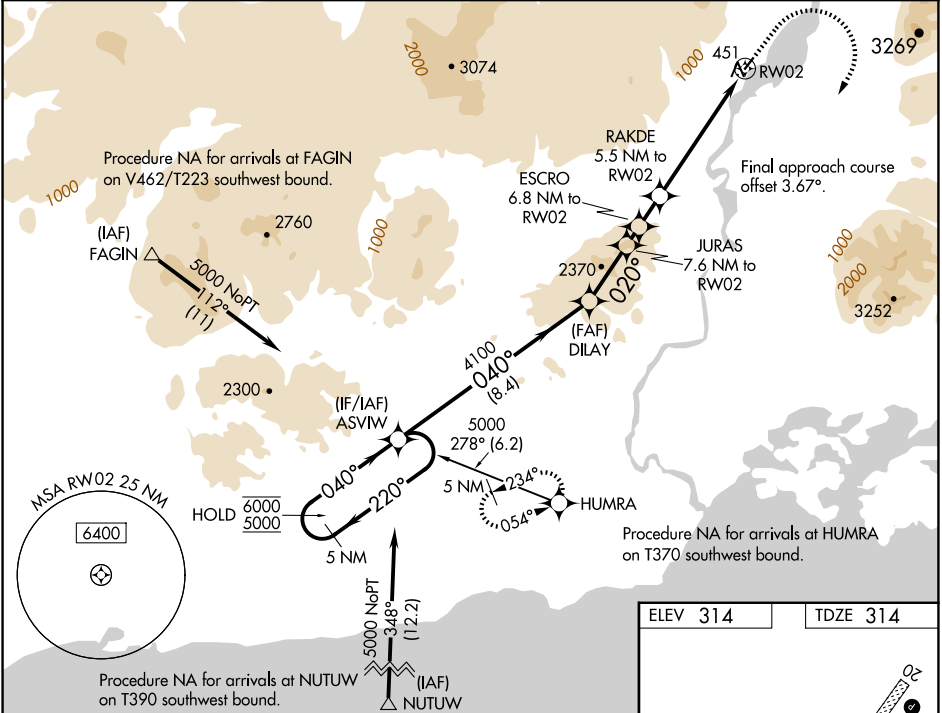 2000
3074
1000
451
RW02
3269
Procedure NA for arrivals at FAGIN
on V462/T223 southwest bound.
RAKDE
5.5 NM to
RW02
Final approach course
offset 3.67°.
ESCRO
6.8 NM to
RW02
1000
2760
1000
(IAF)
FAGIN
5000 NoPT
112°
(11)
JURAS
7.6 NM to
RW02
2370
020°
1000
2000
3252
(FAF)
DILAY
4100
040°
(8.4)
2300
(IF/IAF)
ASVIW
5000
278° (6.2)
040°
220°
5 NM
234°
054°
HUMRA
HOLD
6000
5000
5 NM
MSA RW02 25 NM
6400
Procedure NA for arrivals at HUMRA
on T370 southwest bound.
5000 NoPT
348°
(12.2)
Procedure NA for arrivals at NUTUW
on T390 southwest bound.
(IAF)
NUTUW
ELEV 314
TDZE 314
20
P